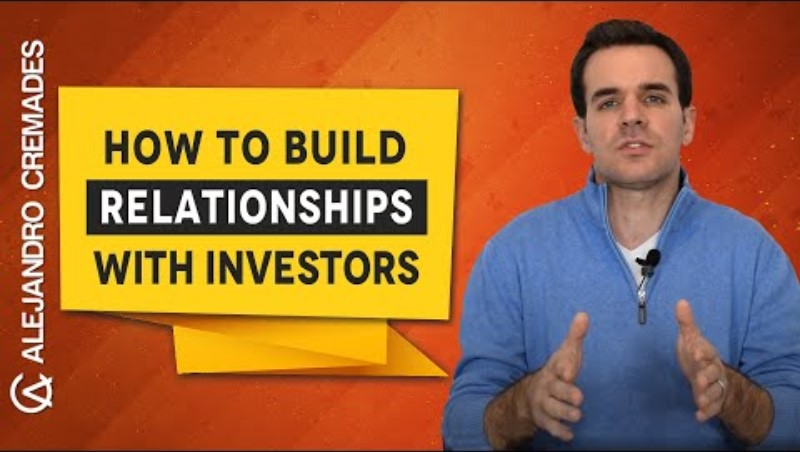 ALEJANDRO CREMADES
HOW TO BUILD
RELATIONSHIPS
WITH INVESTORS